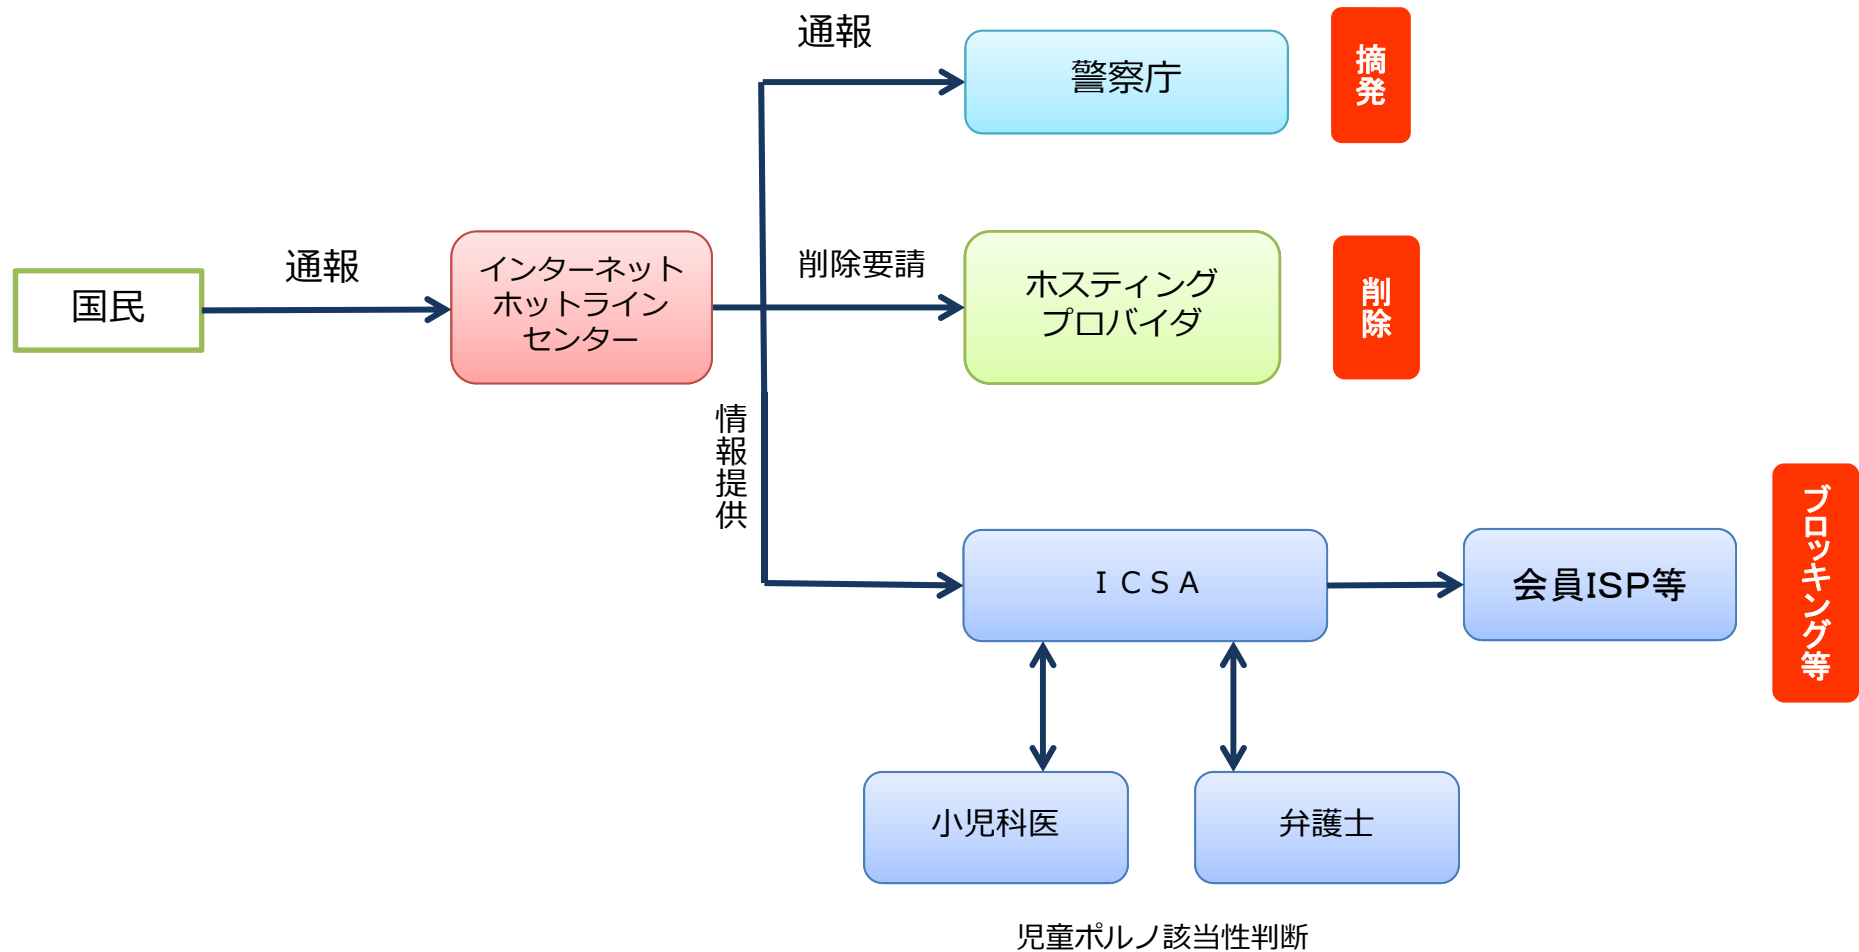 通報
警察庁
摘発
国民
通報
インターネット
ホットライン
センター
削除要請
ホスティング
プロバイダ
削除
情報提供
ＩＣＳＡ
会員ISP等
ブロッキング等
小児科医
弁護士
児童ポルノ該当性判断